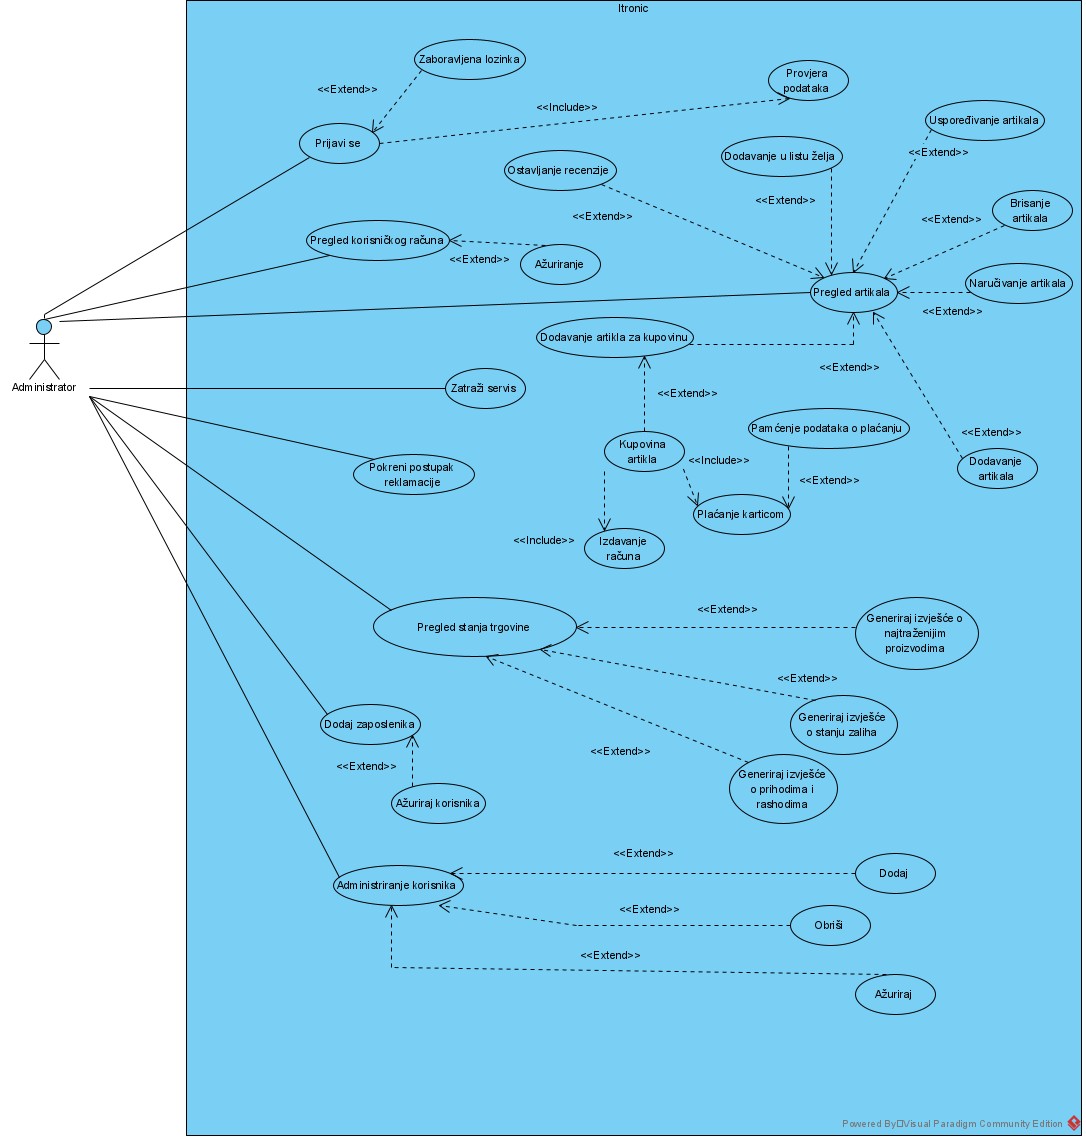 Itronic
Zaboravljena lozinka
<<Extend>>
Provjera
podataka
<<Include>>
Prijavi se
Uspoređivanje artikala
<<Extend>>
Dodavanje u listu želja
<<Extend>>
Ostavljanje recenzije
<<Extend>>
Brisanje
artikala
<<Extend>>
Pregled korisničkog računa
<<Extend>>
Ažuriranje
Naručivanje artikala
<<Extend>>
Pregled artikala
Dodavanje artikla za kupovinu
<<Extend>>
Administrator
Zatraži servis
<<Extend>>
Pamćenje podataka o plaćanju
<<Extend>>
Kupovina
artikla
<<Include>>
Dodavanje
artikala
<<Extend>>
Pokreni postupak
reklamacije
Plaćanje karticom
<<Include>>
Izdavanje
računa
<<Extend>>
Generiraj izvješće o
najtraženijim
proizvodima
Pregled stanja trgovine
<<Extend>>
Generiraj izvješće
o stanju zaliha
Dodaj zaposlenika
<<Extend>>
<<Extend>>
Generiraj izvješće
o prihodima i
rashodima
Ažuriraj korisnika
<<Extend>>
Dodaj
Administriranje korisnika
<<Extend>>
Obriši
<<Extend>>
Ažuriraj
Powered By Visual Paradigm Community Edition